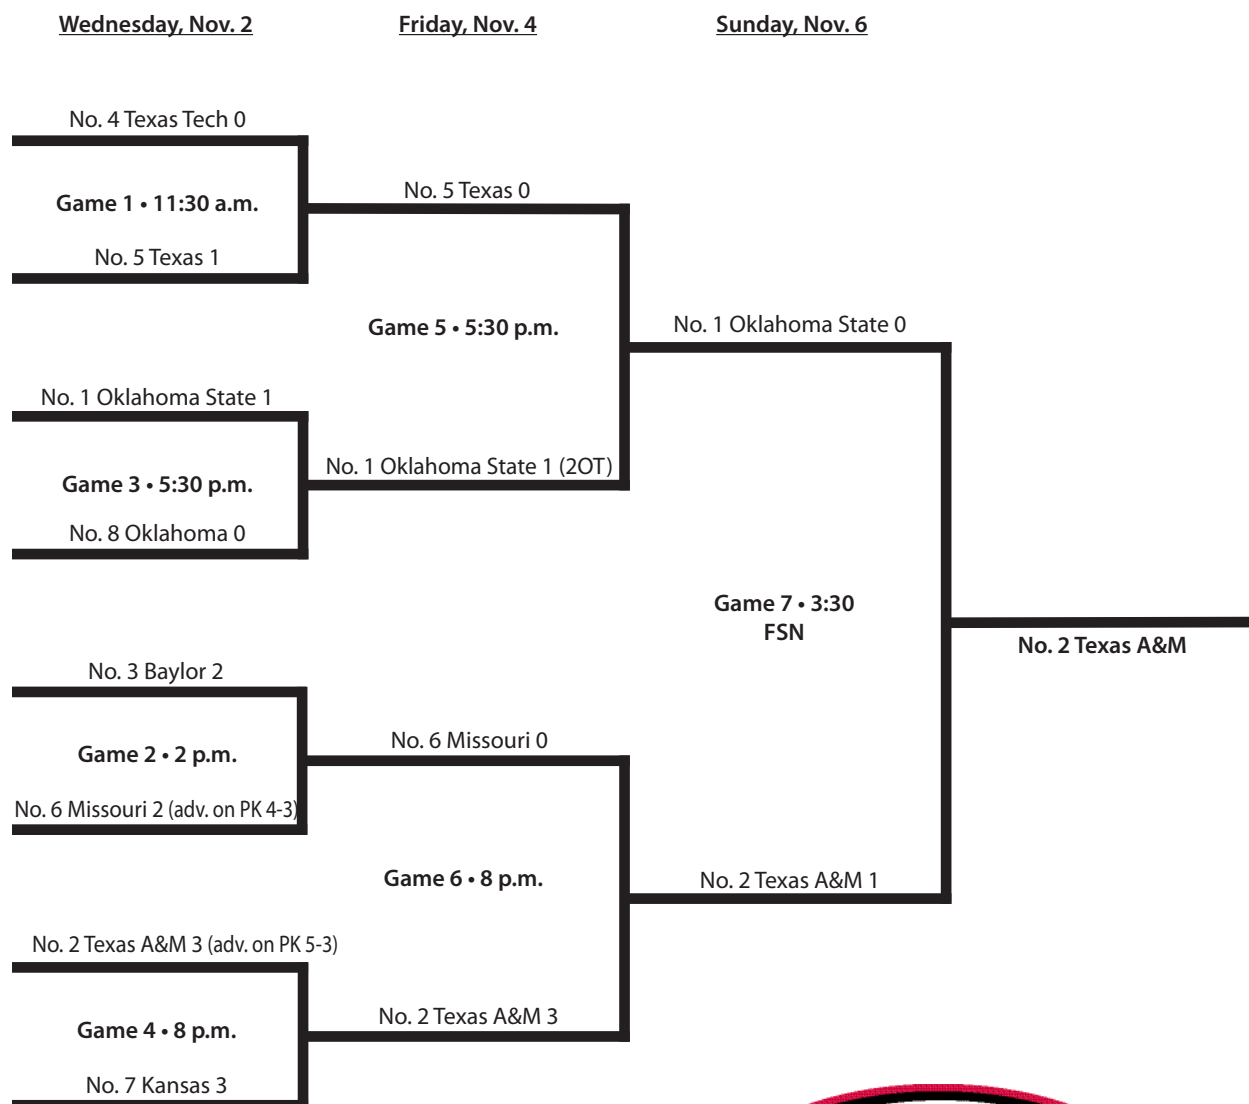 Wednesday, Nov. 2
Friday, Nov. 4
Sunday, Nov. 6
No. 4 Texas Tech 0
Game 1 • 11:30 a.m.
No. 5 Texas 1
No. 5 Texas 0
Game 5 • 5:30 p.m.
No. 1 Oklahoma State 1
Game 3 • 5:30 p.m.
No. 8 Oklahoma 0
No. 1 Oklahoma State 1 (2OT)
No. 1 Oklahoma State 0
Game 7 • 3:30
FSN
No. 2 Texas A&M
No. 3 Baylor 2
Game 2 • 2 p.m.
No. 6 Missouri 2 (adv. on PK 4-3)
No. 6 Missouri 0
Game 6 • 8 p.m.
No. 2 Texas A&M 1
No. 2 Texas A&M 3 (adv. on PK 5-3)
Game 4 • 8 p.m.
No. 7 Kansas 3
No. 2 Texas A&M 3